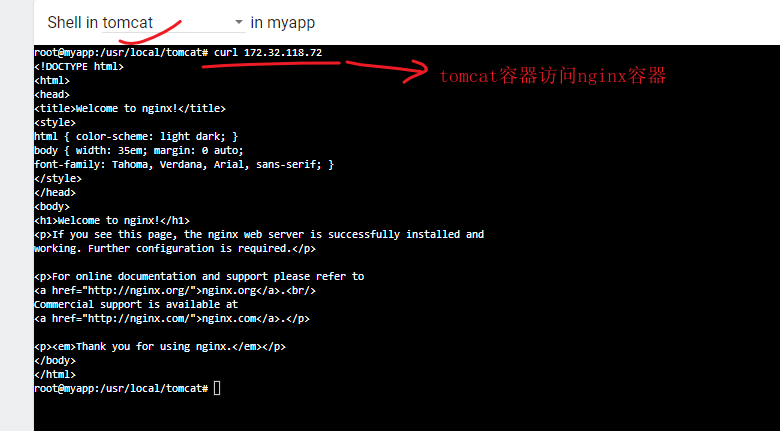 Shell in tomcat in myapp
root@myapp:/usr/local/tomcat# curl 172.32.118.72
<!DOCTYPE html>
<html>
<head>
tomcat容器访问nginx容器
<title>Welcome to nginx!</title>
<style>
html { color-scheme: light dark; }
body { width: 35em; margin: 0 auto;
font-family: Tahoma, Verdana, Arial, sans-serif; }
</style>
</head>
<body>
<h1>Welcome to nginx!</h1>
<p>If you see this page, the nginx web server is successfully installed and
working. Further configuration is required.</p>
<p>For online documentation and support please refer to
<a href="http://nginx.org/">nginx.org</a>.<br/>
Commercial support is available at
<a href="http://nginx.com/">nginx.com</a>.</p>
<p><em>Thank you for using nginx.</em></p>
</body>
</html>
root@myapp:/usr/local/tomcat#